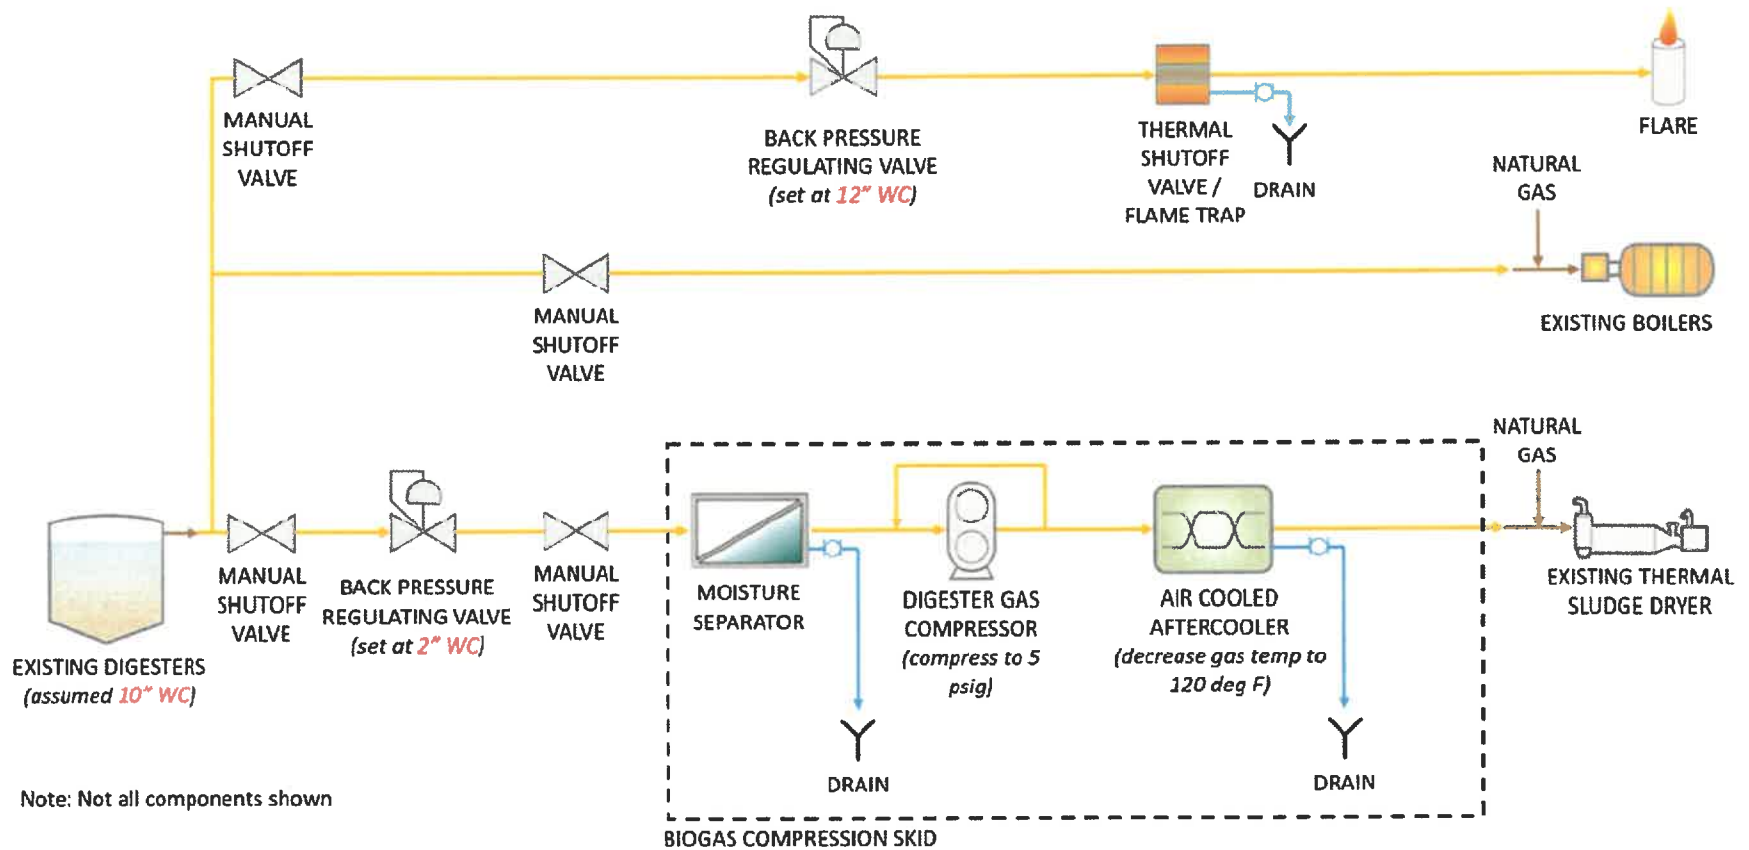 MANUAL
SHUTOFF
VALVE
BACK PRESSURE
REGULATING VALVE
(set at 12" WC)
THERMAL
SHUTOFF
VALVE /
FLAME TRAP
DRAIN
FLARE
NATURAL
GAS
MANUAL
SHUTOFF
VALVE
EXISTING BOILERS
EXISTING DIGESTERS
(assumed 10" WC)
MANUAL
SHUTOFF
VALVE
BACK PRESSURE
REGULATING VALVE
(set at 2" WC)
MANUAL
SHUTOFF
VALVE
MOISTURE
SEPARATOR
DRAIN
DIGESTER GAS
COMPRESSOR
(compress to 5
psig)
AIR COOLED
AFTERCOOLER
(decrease gas temp to
120 deg F)
DRAIN
NATURAL
GAS
EXISTING THERMAL
SLUDGE DRYER
Note: Not all components shown
BIOGAS COMPRESSION SKID